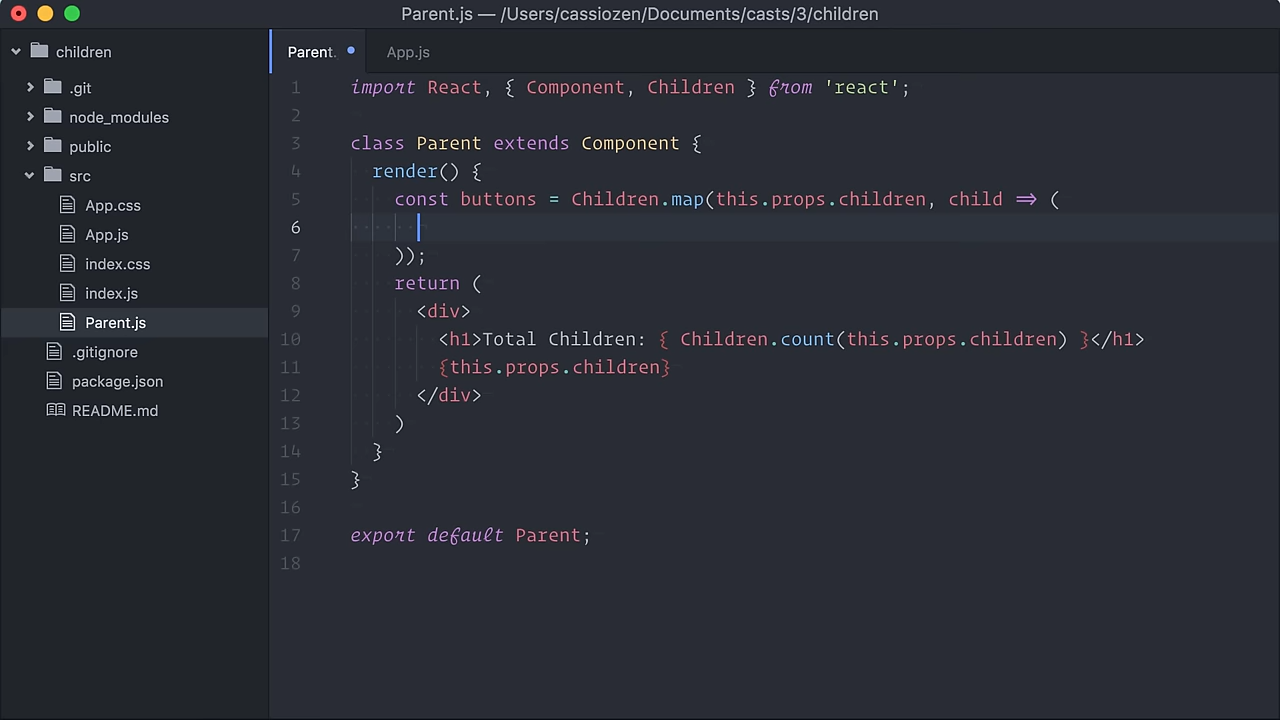 Parent.js — /Users/cassiozen/Documents/casts/3/children
children
.git
node_modules
public
src
App.css
App.js
index.css
index.js
Parent.js
.gitignore
package.json
README.md
Parent. App.js
1 import React, { Component, Children } from 'react';
2
3 class Parent extends Component {
4 render() {
5 const buttons = Children.map(this.props.children, child => (
6
7 ));
8 return (
9 <div>
10 <h1>Total Children: { Children.count(this.props.children) }</h1>
11 {this.props.children}
12 </div>
13 )
14 }
15 }
16
17 export default Parent;
18